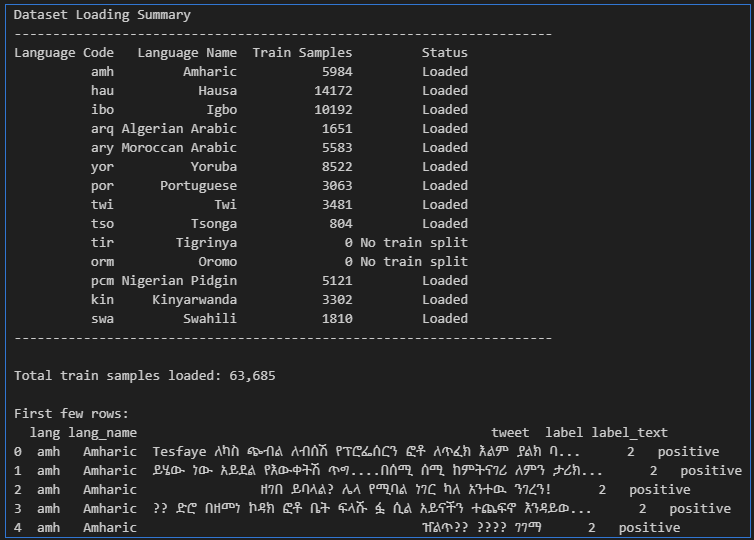 Dataset Loading Summary
----------------------------------------------------------------------
Language Code Language Name Train Samples Status
amh Amharic 5984 Loaded
hau Hausa 14172 Loaded
ibo Igbo 10192 Loaded
arq Algerian Arabic 1651 Loaded
ary Moroccan Arabic 5583 Loaded
yor Yoruba 8522 Loaded
por Portuguese 3063 Loaded
twi Twi 3481 Loaded
tso Tsonga 804 Loaded
tir Tigrinya 0 No train split
orm Oromo 0 No train split
pcm Nigerian Pidgin 5121 Loaded
kin Kinyarwanda 3302 Loaded
swa Swahili 1810 Loaded
----------------------------------------------------------------------
Total train samples loaded: 63,685
First few rows:
lang lang_name tweet label label_text
0 amh Amharic Tesfaye ለካስ ጭብል ለብሰሽ የፕሮፌሰርን ፎቶ ለጥፈክ እልም ያልክ ባ... 2 positive
1 amh Amharic ይሄው ነው አይደል የእውቀትሽ ጥግ....በሰሚ ሰሚ ከምትናገሪ ለምን ታሪክ... 2 positive
2 amh Amharic ዘገበ ይባላል? ሌላ የሚባል ነገር ካለ አንተዉ ንገረን! 2 positive
3 amh Amharic ?? ድሮ በዘመነ ኮዳክ ፎቶ ቤት ፍላሹ ቷ ሲል አይናችን ተጨፍኖ እንዳይወ... 2 positive
4 amh Amharic ዠልጥ?? ???? ገገማ 2 positive